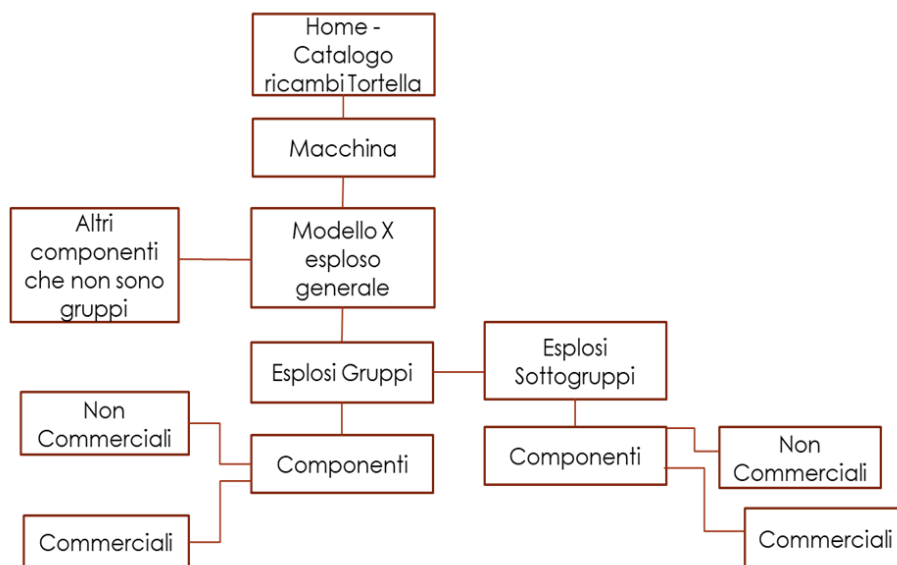 Home -
Catalogo
ricambi Tortella
Macchina
Altri
componenti
che non sono
gruppi
Modello X
esploso
generale
Esplosi Gruppi
Esplosi
Sottogruppi
Non
Commerciali
Componenti
Componenti
Non
Commerciali
Commerciali
Commerciali